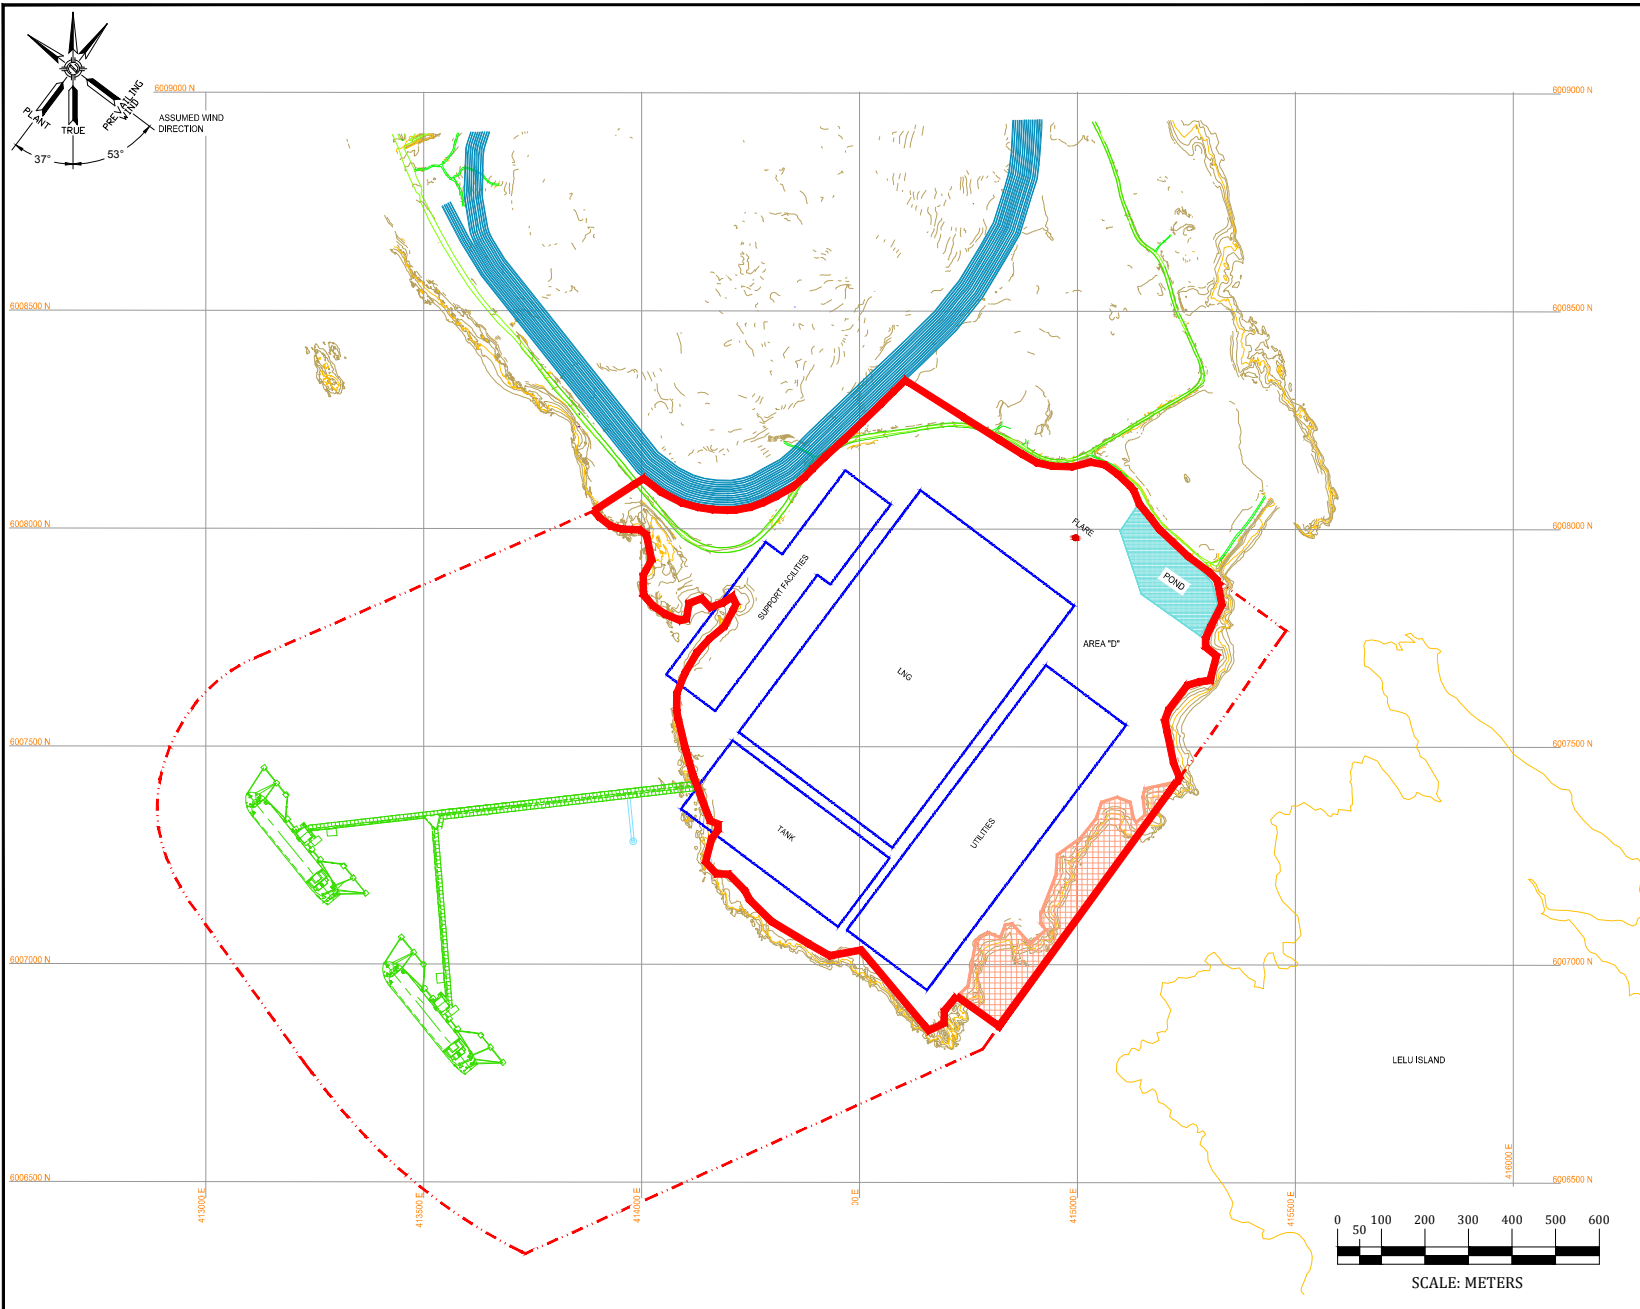 PLANT
TRUE
PREVAILING
WIND
37°
53°
ASSUMED WIND
DIRECTION
6009000 N
6009000 N
6008500 N
6008500 N
6008000 N
6008000 N
6007500 N
6007500 N
6007000 N
6007000 N
6006500 N
6006500 N
SUPPORT FACILITIES
FLARE
POND
AREA "D"
LNG
TANK
UTILITIES
LELU ISLAND
413000 E
413500 E
414000 E
00 E
415000 E
415500 E
416000 E
0 50 100 200 300 400 500 600
SCALE: METERS